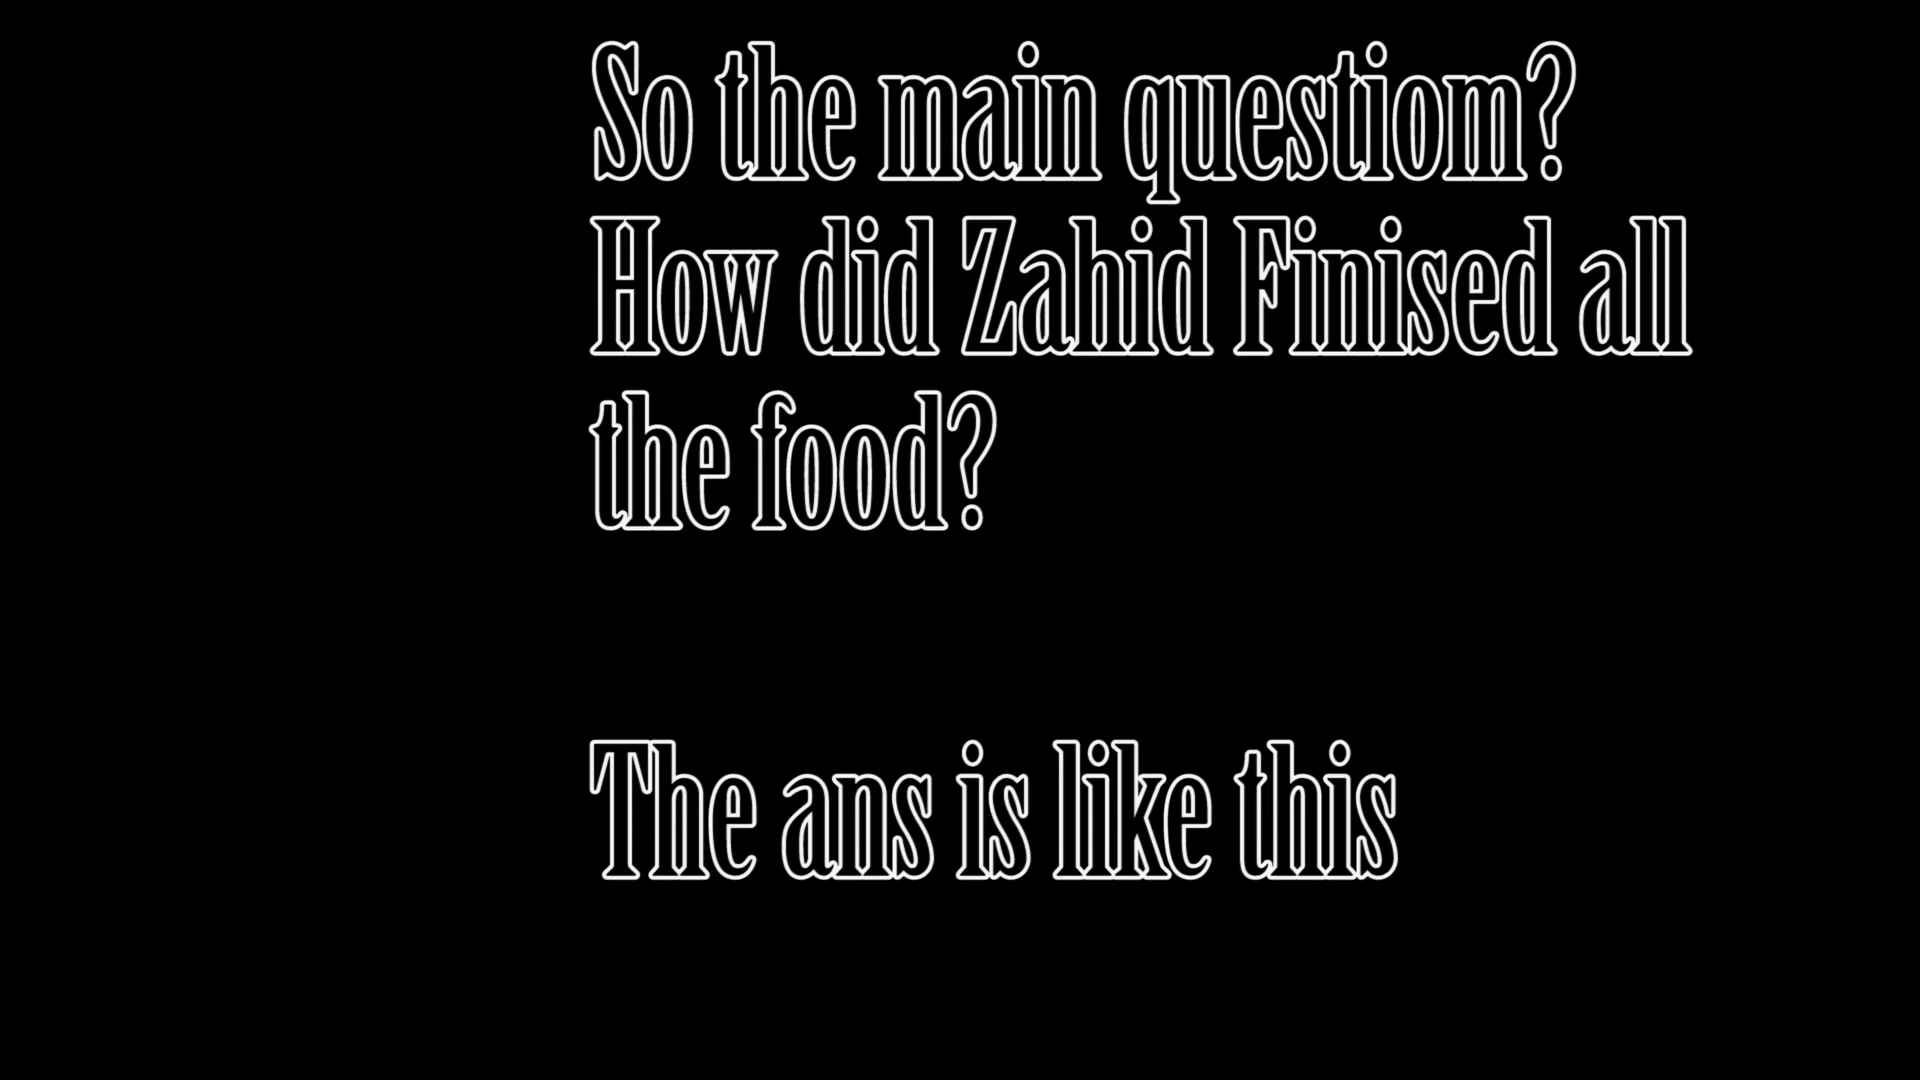 So the main questiom?
How did Zahid Finised all
the food?
The ans is like this